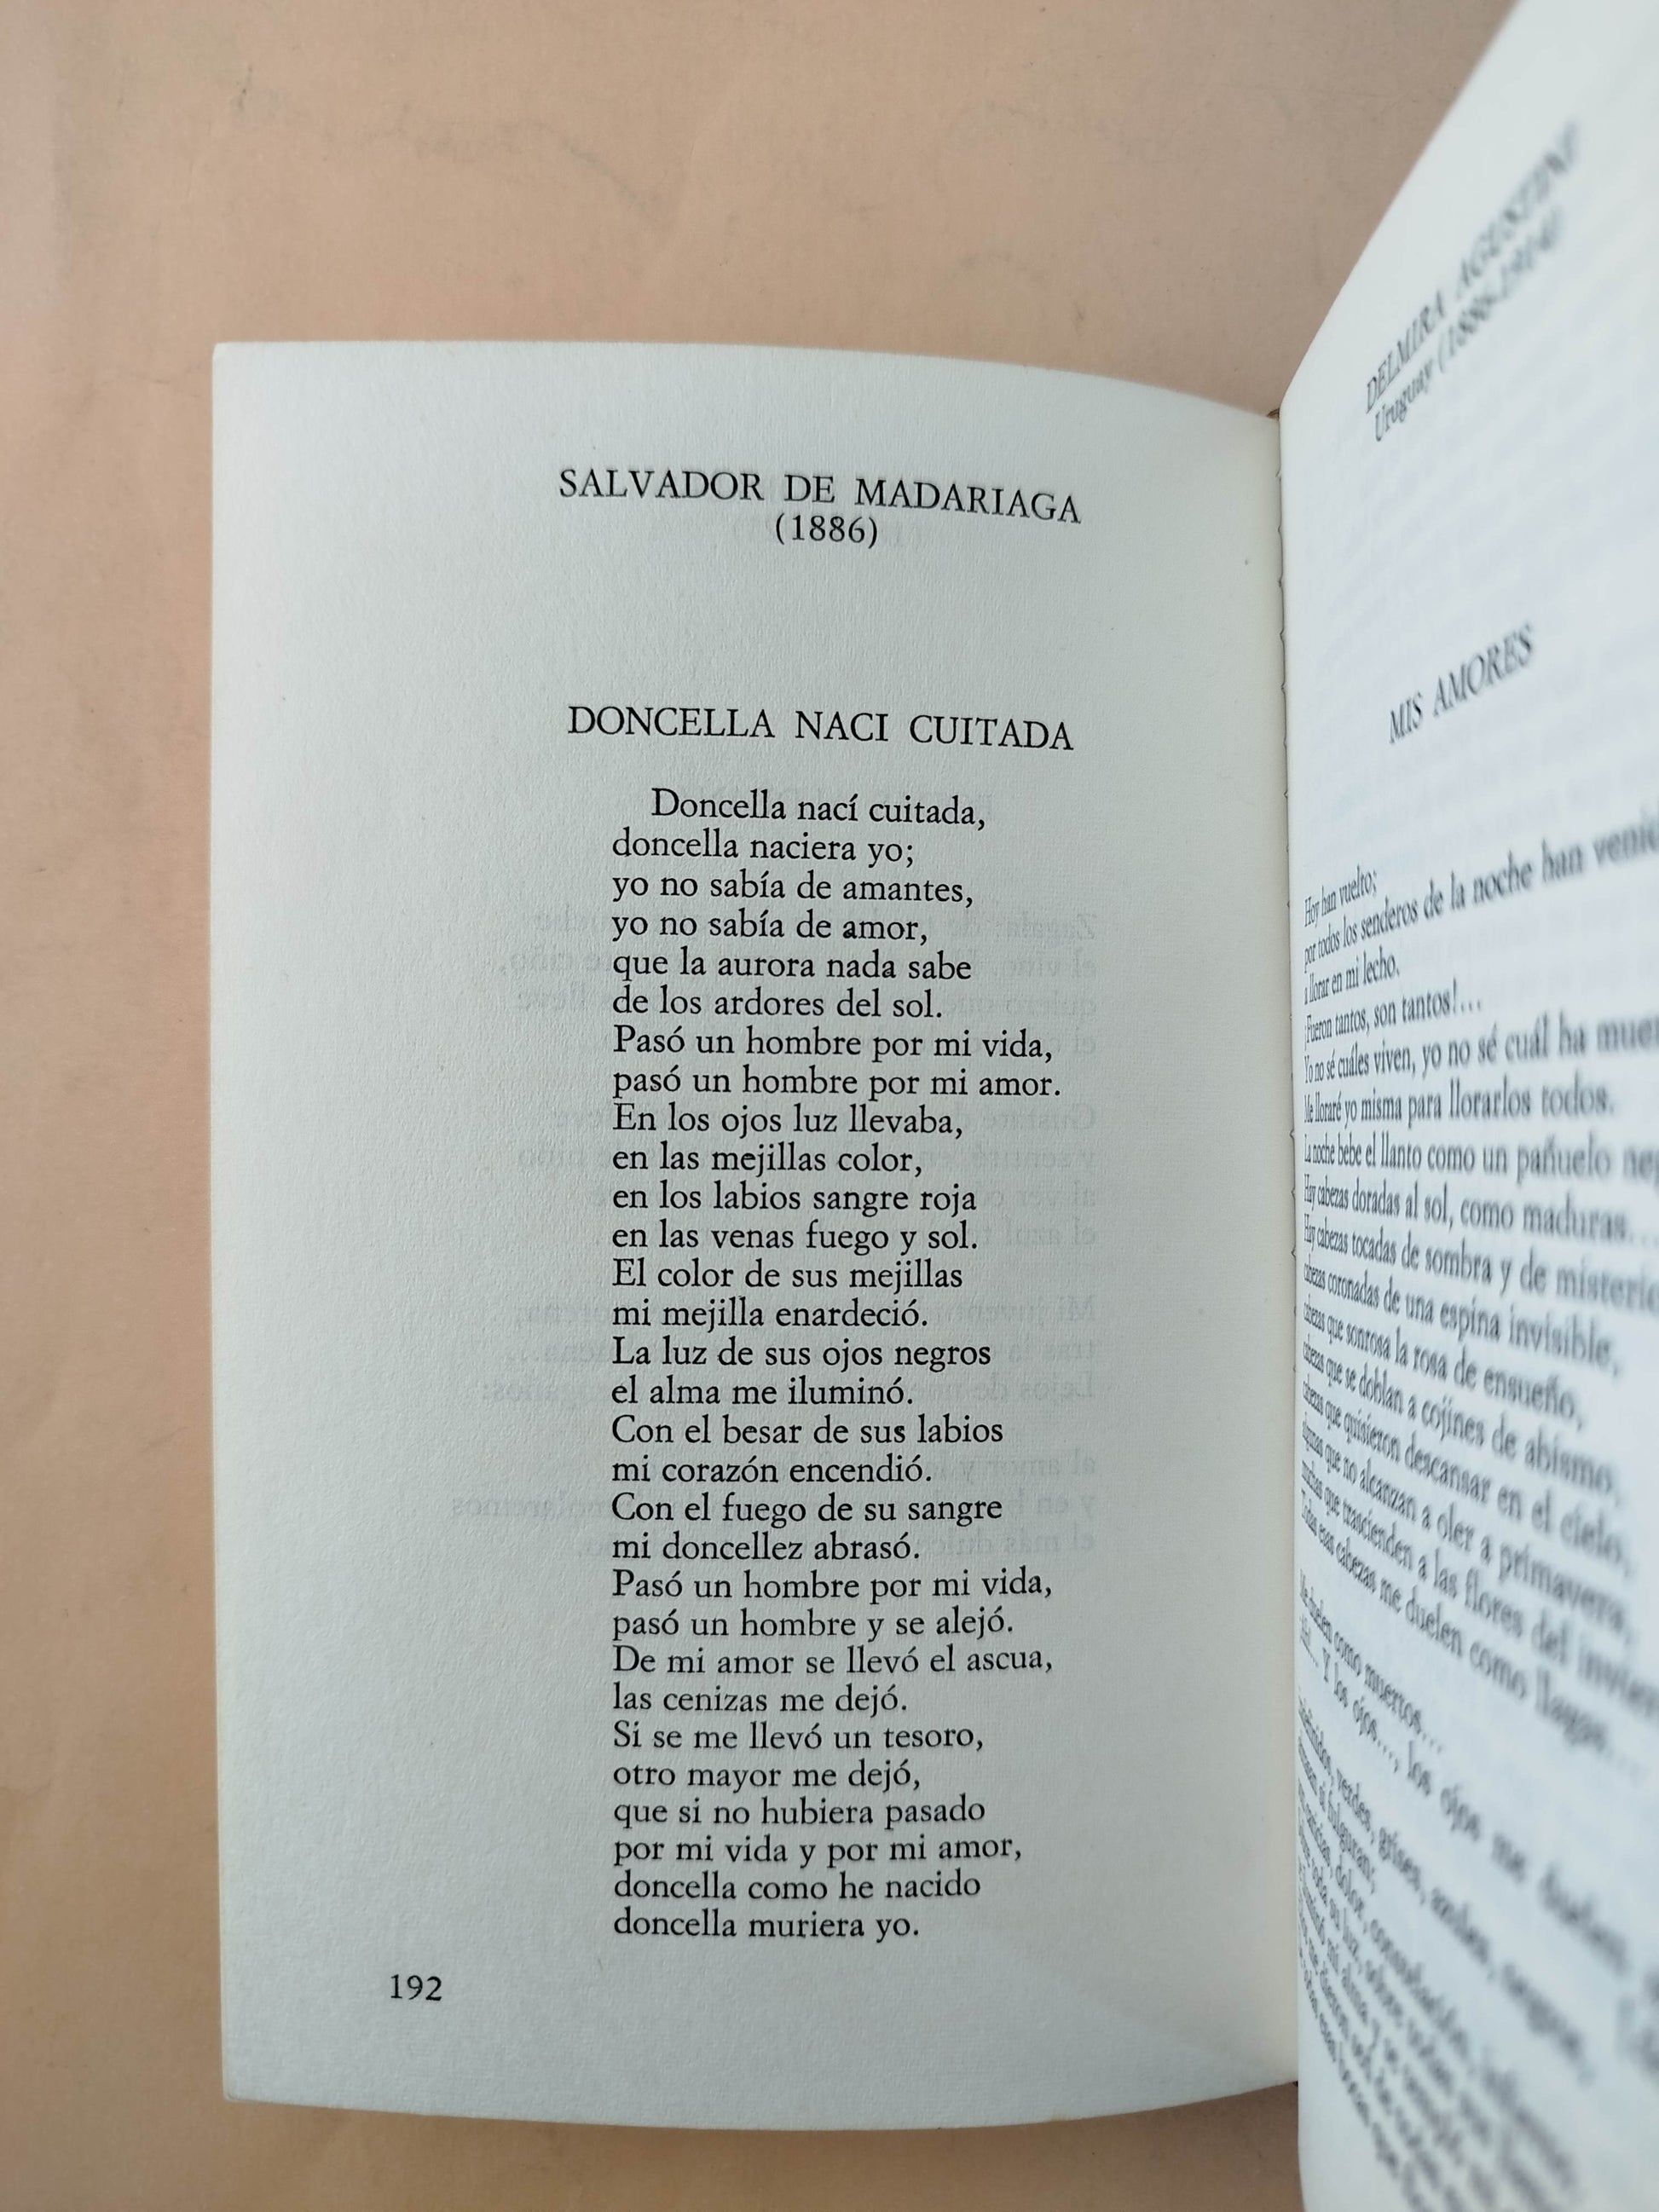 SALVADOR DE MADARIAGA
(1886)
DONCELLA NACI CUITADA
Doncella nací cuitada,
doncella naciera yo;
yo no sabía de amantes,
yo no sabía de amor,
que la aurora nada sabe
de los ardores del sol.
Pasó un hombre por mi vida,
pasó un hombre por mi amor.
En los ojos luz llevaba,
en las mejillas color,
en los labios sangre roja
en las venas fuego y sol.
El color de sus mejillas
mi mejilla enardeció.
La luz de sus ojos negros
el alma me iluminó.
Con el besar de sus labios
mi corazón encendió.
Con el fuego de su sangre
mi doncellez abrasó.
Pasó un hombre por mi vida,
pasó un hombre y se alejó.
De mi amor se llevó el ascua,
las cenizas me dejó.
Si se me llevó un tesoro,
otro mayor me dejó,
que si no hubiera pasado
por mi vida y por mi amor,
doncella como he nacido
doncella muriera yo.
192
DELMIRA AGUSTINI
Uruguay (1886-1914)
MIS AMORES
Hoy han vuelto;
por todos los senderos de la noche han
a llorar en mi lecho.
¡Fueron tantos, son tantos!...
Yo no sé cuáles viven, yo no sé cuál ha
Me lloraré yo misma para llorarlos todos.
La noche bebe el llanto como un pañuelo
Hay cabezas doradas al sol, como maduras...
Hay cabezas tocadas de sombra y de
cabezas coronadas de una espina invisible,
cabezas que sonrosa la rosa de ensueño,
cabezas que se doblan a cojines de abismo,
cabezas que quisieron descansar en el cielo,
algunas que no alcanzan a oler a primavera,
muchas que trascienden a las flores del
Todas esas cabezas me duelen como llagas...
Me duelen como muertos...
¡Ah!... Y los ojos..., los ojos me duelen